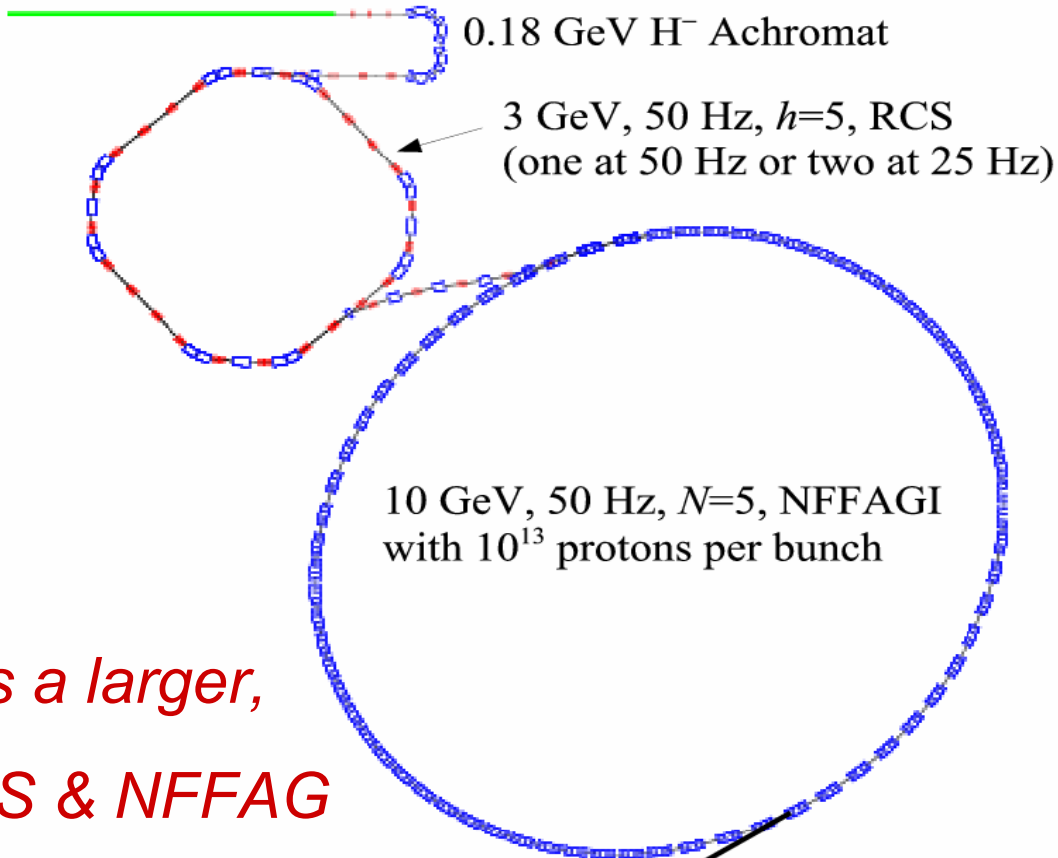 0.18 GeV H⁻ Achromat
3 GeV, 50 Hz, h=5, RCS
(one at 50 Hz or two at 25 Hz)
10 GeV, 50 Hz, N=5, NFFAGI
with 10¹³ protons per bunch
s a larger,
S & NFFAG